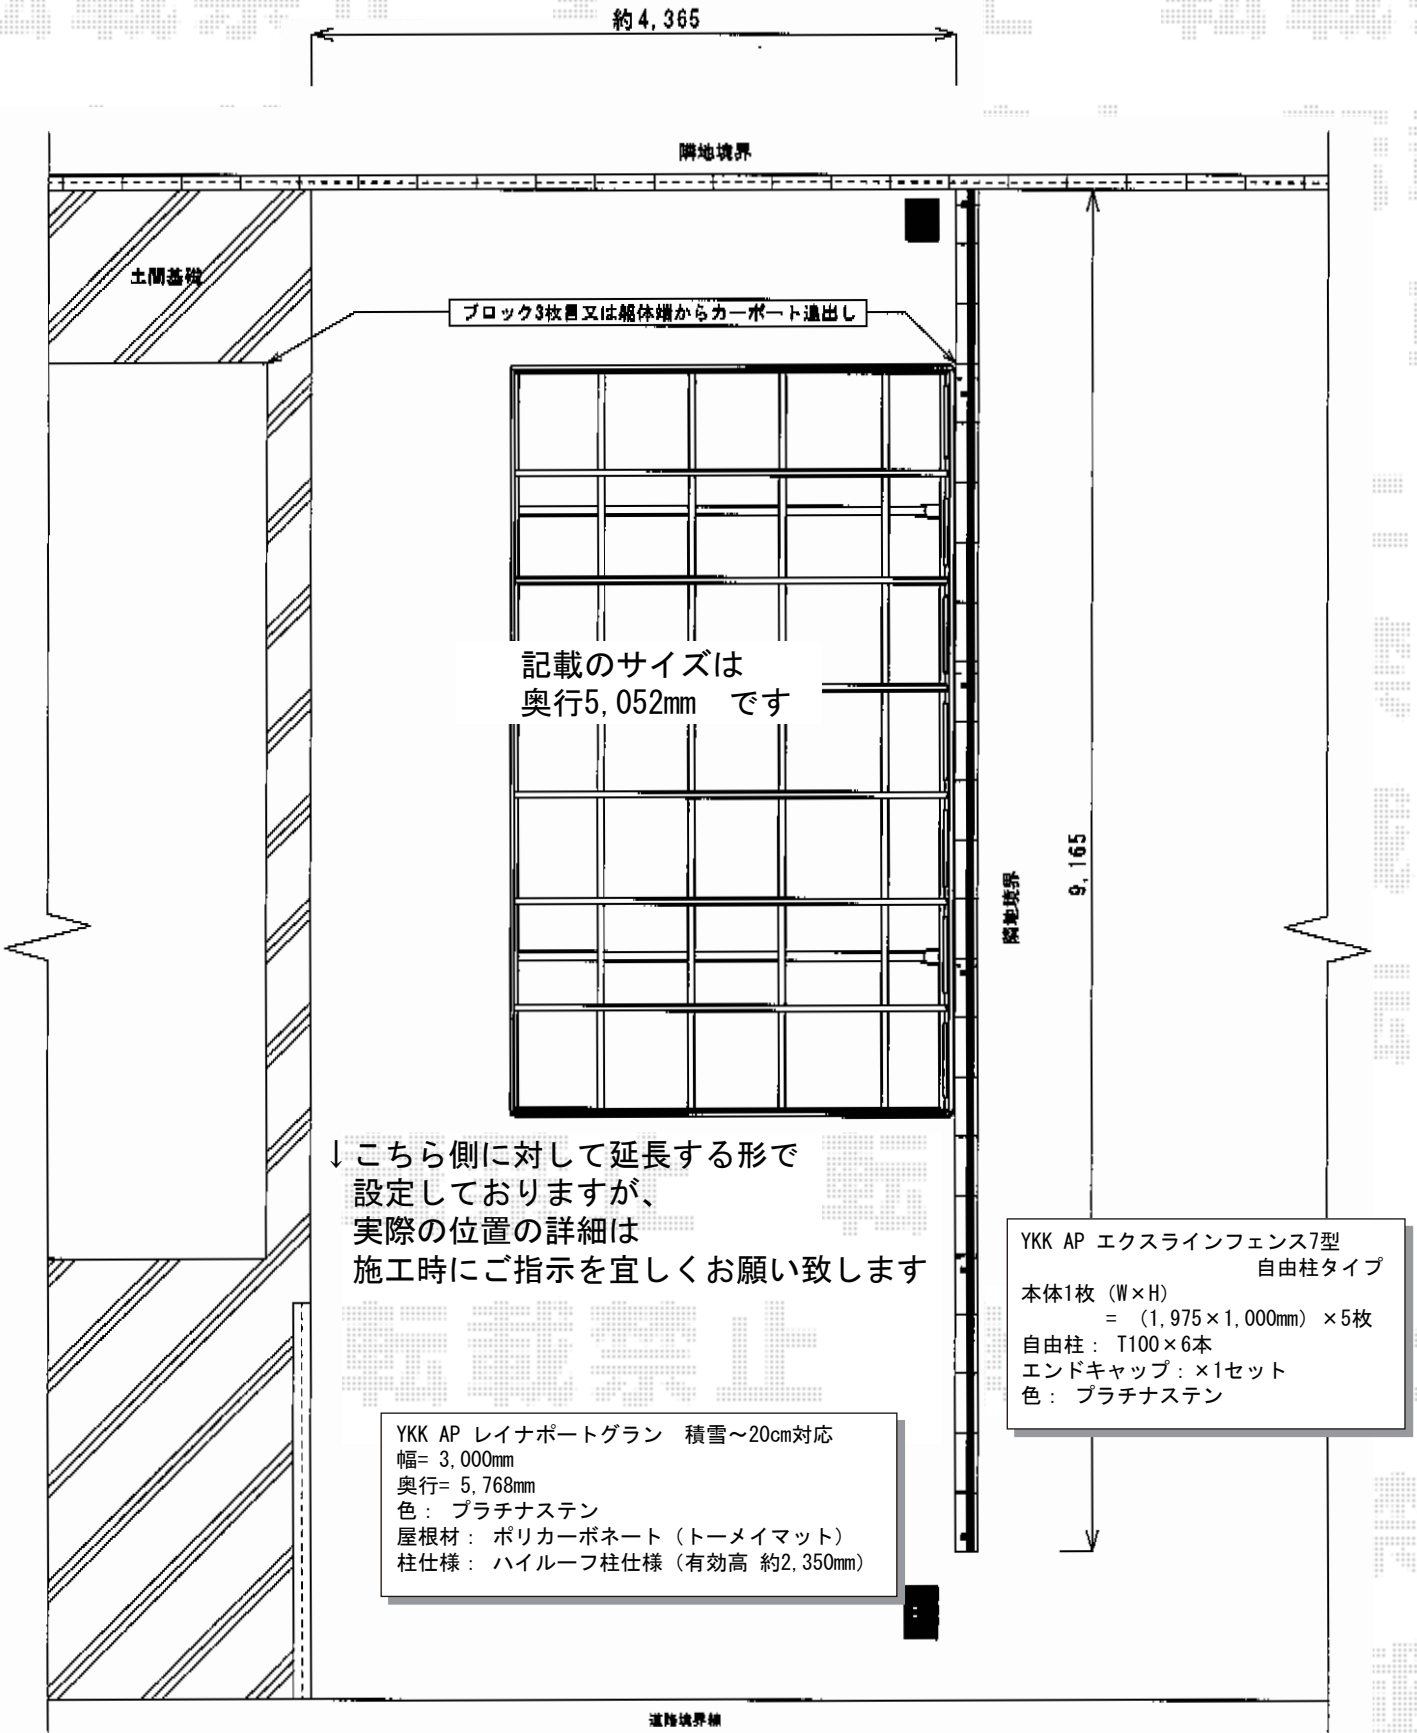 約4,365
隣地境界
土間基礎
ブロック3枚目又は躯体端からカーポート追出し
記載のサイズは
奥行5,052mm です
9,165
隣地境界
↓こちら側に対して延長する形で
設定しておりますが、
実際の位置の詳細は
施工時にご指示を宜しくお願い致します
YKK AP エクスラインフェンス7型
自由柱タイプ
本体1枚（W×H）
= （1,975×1,000mm）×5枚
自由柱： T100×6本
エンドキャップ：×1セット
色： プラチナステン
YKK AP レイナポートグラン 積雪～20cm対応
幅= 3,000mm
奥行= 5,768mm
色： プラチナステン
屋根材： ポリカーボネート（トーメイマット）
柱仕様： ハイルーフ柱仕様（有効高 約2,350mm）
転載禁止
道路境界線